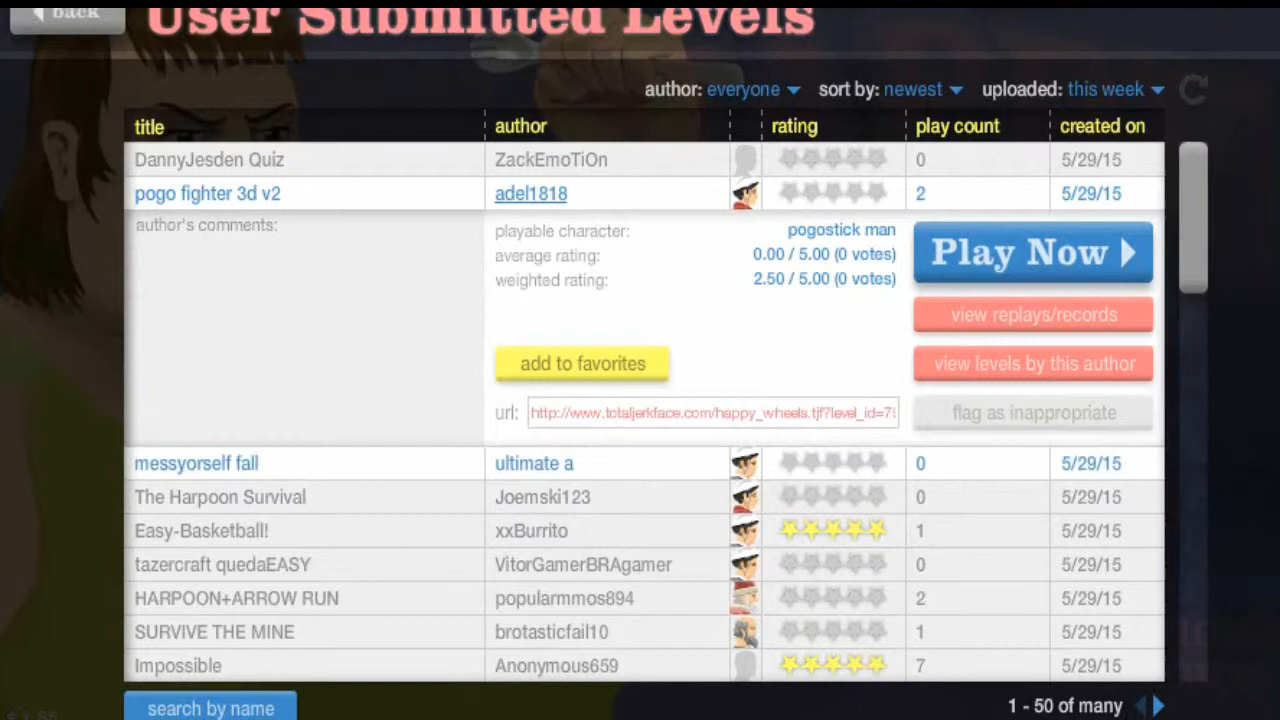 back
User Submitted Levels
author: everyone sort by: newest uploaded: this week
title author rating play count created on
DannyJesden Quiz ZackEmoTiOn 0 5/29/15
pogo fighter 3d v2 adel1818 2 5/29/15
author's comments:
playable character: pogostick man
average rating: 0.00 / 5.00 (0 votes)
weighted rating: 2.50 / 5.00 (0 votes)
Play Now
view replays/records
add to favorites
view levels by this author
url: http://www.totaljerkface.com/happy_wheels.tjf?level_id=7
flag as inappropriate
messyorself fall ultimate a 0 5/29/15
The Harpoon Survival Joemski123 0 5/29/15
Easy-Basketball! xxBurrito 1 5/29/15
tazercraft quedaEASY VitorGamerBRAgamer 0 5/29/15
HARPOON+ARROW RUN popularmmos894 2 5/29/15
SURVIVE THE MINE brotasticfail10 1 5/29/15
Impossible Anonymous659 7 5/29/15
search by name
1 - 50 of many